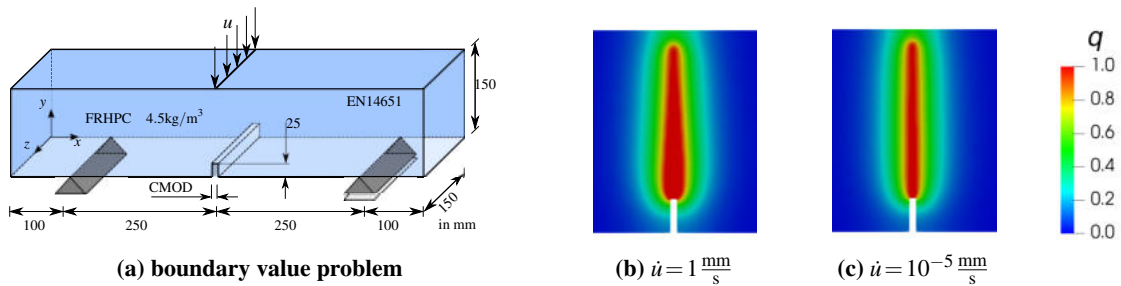 u
150
EN14651
FRHPC 4.5kg/m³
25
y
x
z
CMOD
150
100
250
250
100
in mm
(a) boundary value problem
(b) u̇ = 1 mm/s
(c) u̇ = 10⁻⁵ mm/s
q
1.0
0.8
0.6
0.4
0.2
0.0